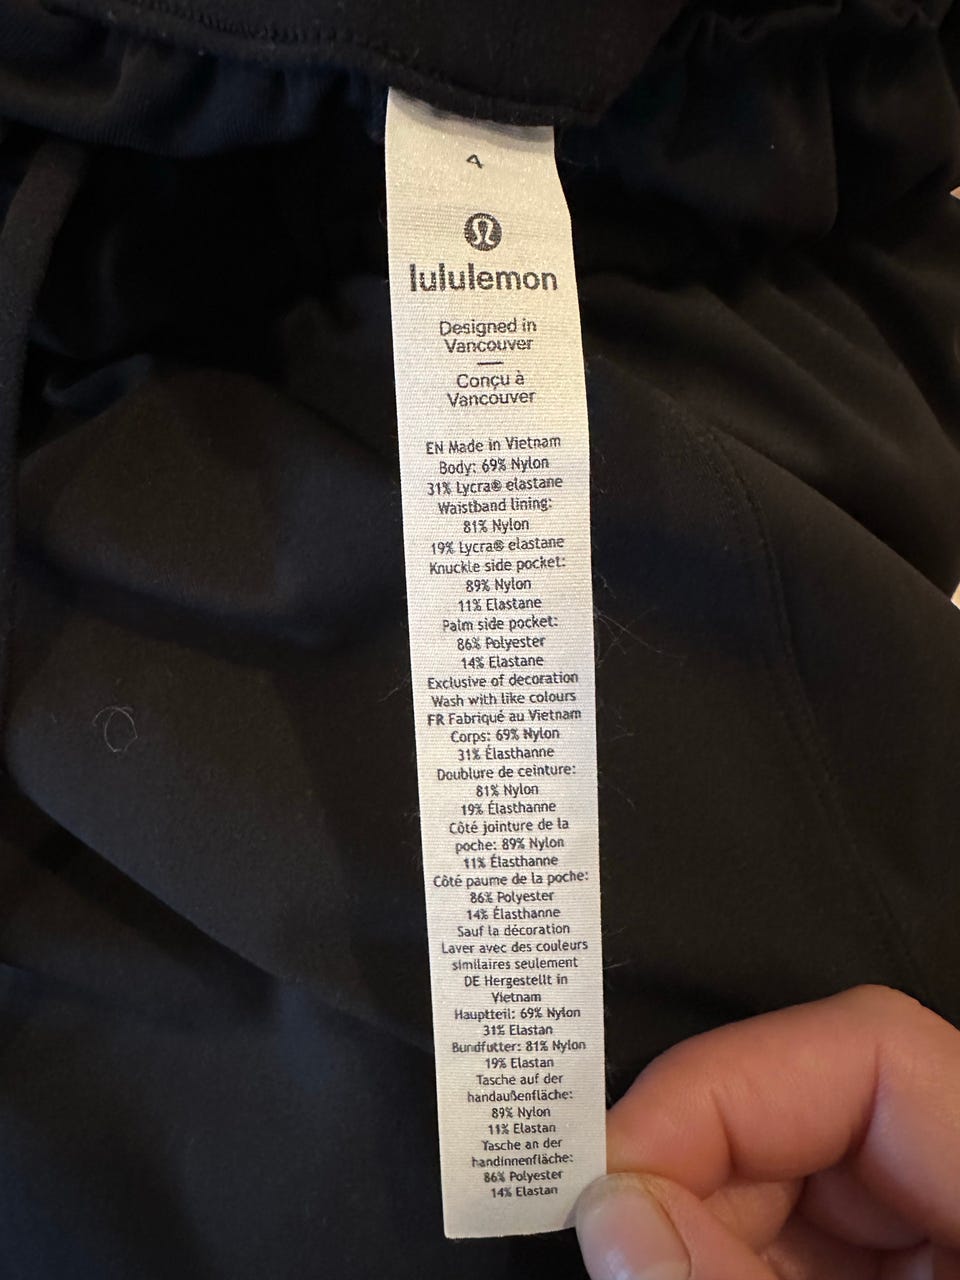 4
lululemon
Designed in
Vancouver
Conçu à
Vancouver
EN Made in Vietnam
Body: 69% Nylon
31% Lycra® elastane
Waistband lining:
81% Nylon
19% Lycra® elastane
Knuckle side pocket:
89% Nylon
11% Elastane
Palm side pocket:
86% Polyester
14% Elastane
Exclusive of decoration
Wash with like colours
FR Fabriqué au Vietnam
Corps: 69% Nylon
31% Élasthanne
Doublure de ceinture:
81% Nylon
19% Élasthanne
Côté jointure de la
poche: 89% Nylon
11% Élasthanne
Côté paume de la poche:
86% Polyester
14% Élasthanne
Sauf la décoration
Laver avec des couleurs
similaires seulement
DE Hergestellt in
Vietnam
Hauptteil: 69% Nylon
31% Elastan
Bundfutter: 81% Nylon
19% Elastan
Tasche auf der
handaußenfläche:
89% Nylon
11% Elastan
Tasche an der
handinnenfläche:
86% Polyester
14% Elastan